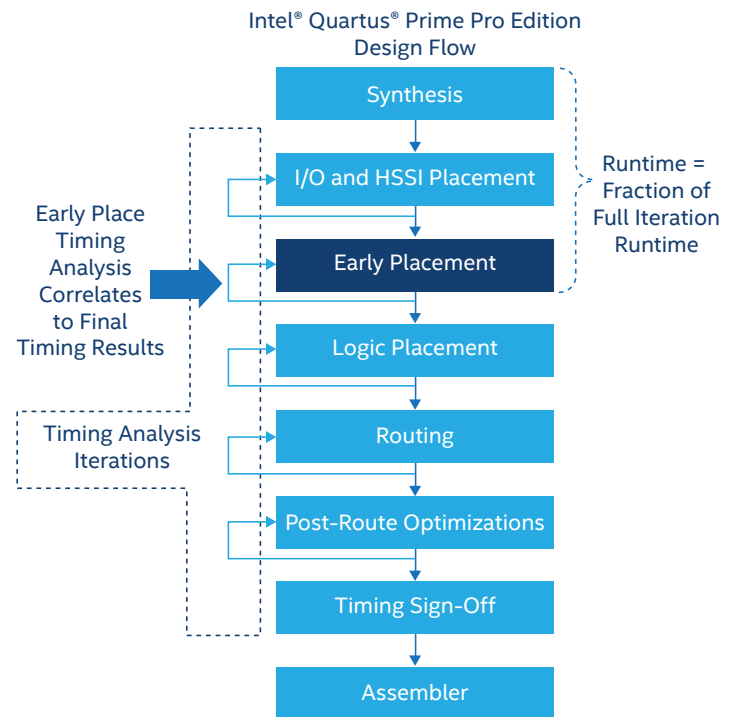 Intel® Quartus® Prime Pro Edition
Design Flow
Synthesis
I/O and HSSI Placement
Runtime =
Fraction of
Full Iteration
Runtime
Early Place
Timing
Analysis
Correlates
to Final
Timing Results
Early Placement
Logic Placement
Timing Analysis
Iterations
Routing
Post-Route Optimizations
Timing Sign-Off
Assembler